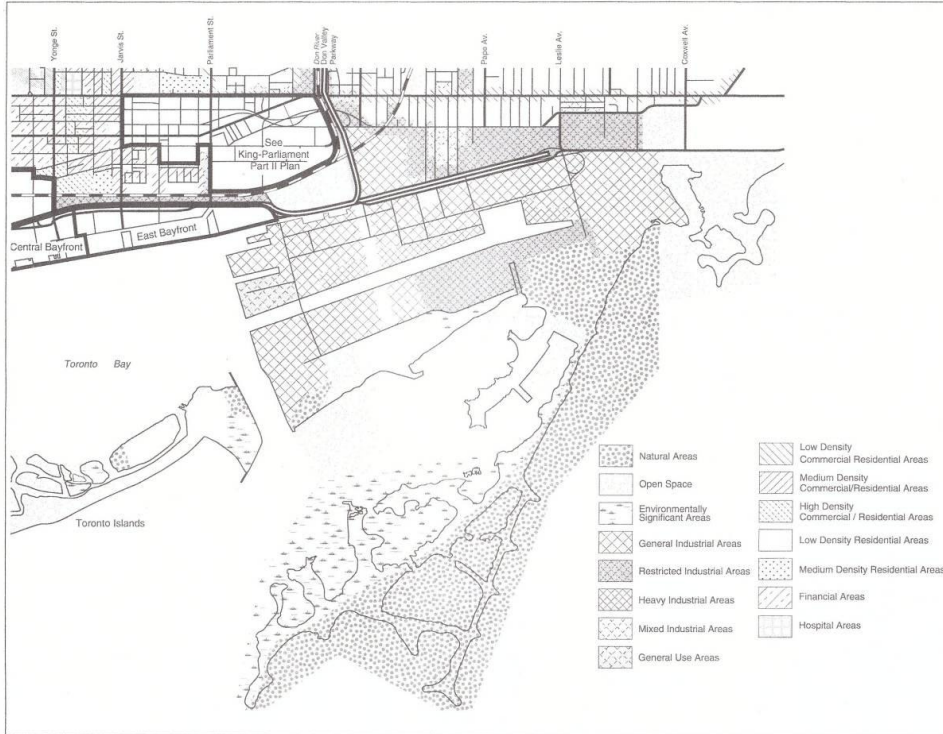 Yonge St.
Jarvis St.
Parliament St.
Don River
Don Valley
Parkway
Pape Av.
Leslie Av.
Coxwell Av.
See
King-Parliament
Part II Plan
East Bayfront
Central Bayfront
Toronto Bay
Toronto Islands
Natural Areas
Open Space
Environmentally
Significant Areas
General Industrial Areas
Restricted Industrial Areas
Heavy Industrial Areas
Mixed Industrial Areas
General Use Areas
Low Density
Commercial Residential Areas
Medium Density
Commercial/Residential Areas
High Density
Commercial / Residential Areas
Low Density Residential Areas
Medium Density Residential Areas
Financial Areas
Hospital Areas